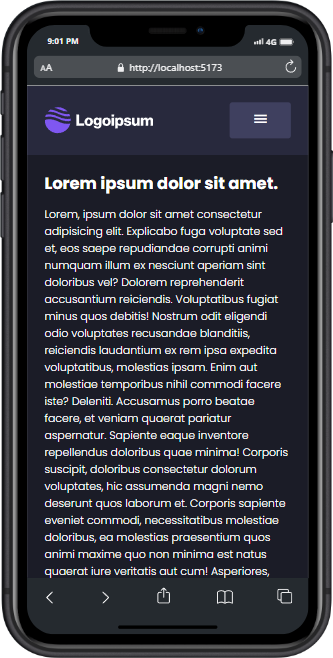 9:01 PM
4G
AA
http://localhost:5173
Logoipsum
Lorem ipsum dolor sit amet.
Lorem, ipsum dolor sit amet consectetur
adipisicing elit. Explicabo fuga voluptate sed
et, eos saepe repudiandae corrupti animi
numquam illum ex nesciunt aperiam sint
doloribus vel? Dolorem reprehenderit
accusantium reiciendis. Voluptatibus fugiat
minus quos debitis! Nostrum odit eligendi
odio voluptates recusandae blanditiis,
reiciendis laudantium ex rem ipsa expedita
voluptatibus, molestias ipsam. Enim aut
molestiae temporibus nihil commodi facere
iste? Deleniti. Accusamus porro beatae
facere, et veniam quaerat pariatur
aspernatur. Sapiente eaque inventore
repellendus doloribus quae minima! Corporis
suscipit, doloribus consectetur dolorum
voluptates, hic assumenda magni nemo
deserunt quos laborum et. Corporis sapiente
eveniet commodi, necessitatibus molestiae
doloribus, ea molestias praesentium quos
animi maxime quo non minima est natus
quaerat iure veritatis aut cum! Asperiores,